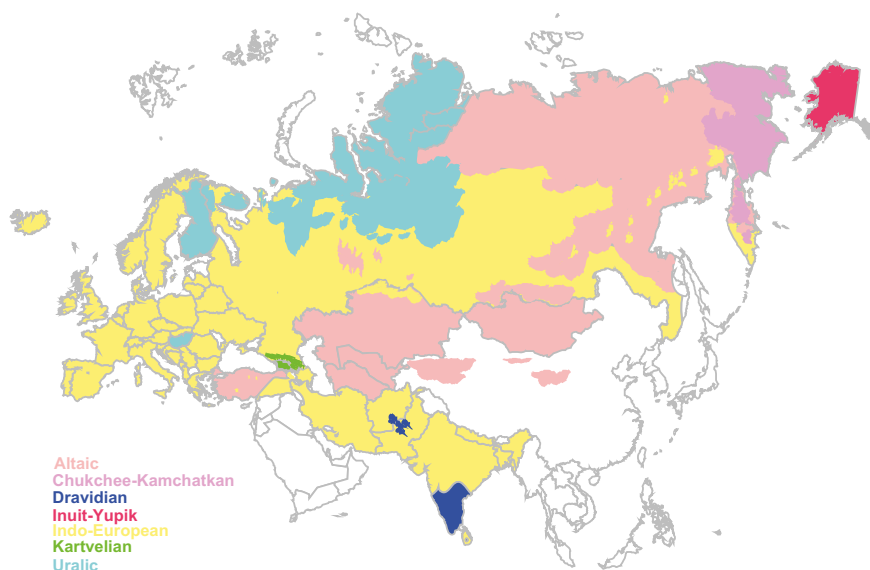 Altaic
Chukchee-Kamchatkan
Dravidian
Inuit-Yupik
Indo-European
Kartvelian
Uralic